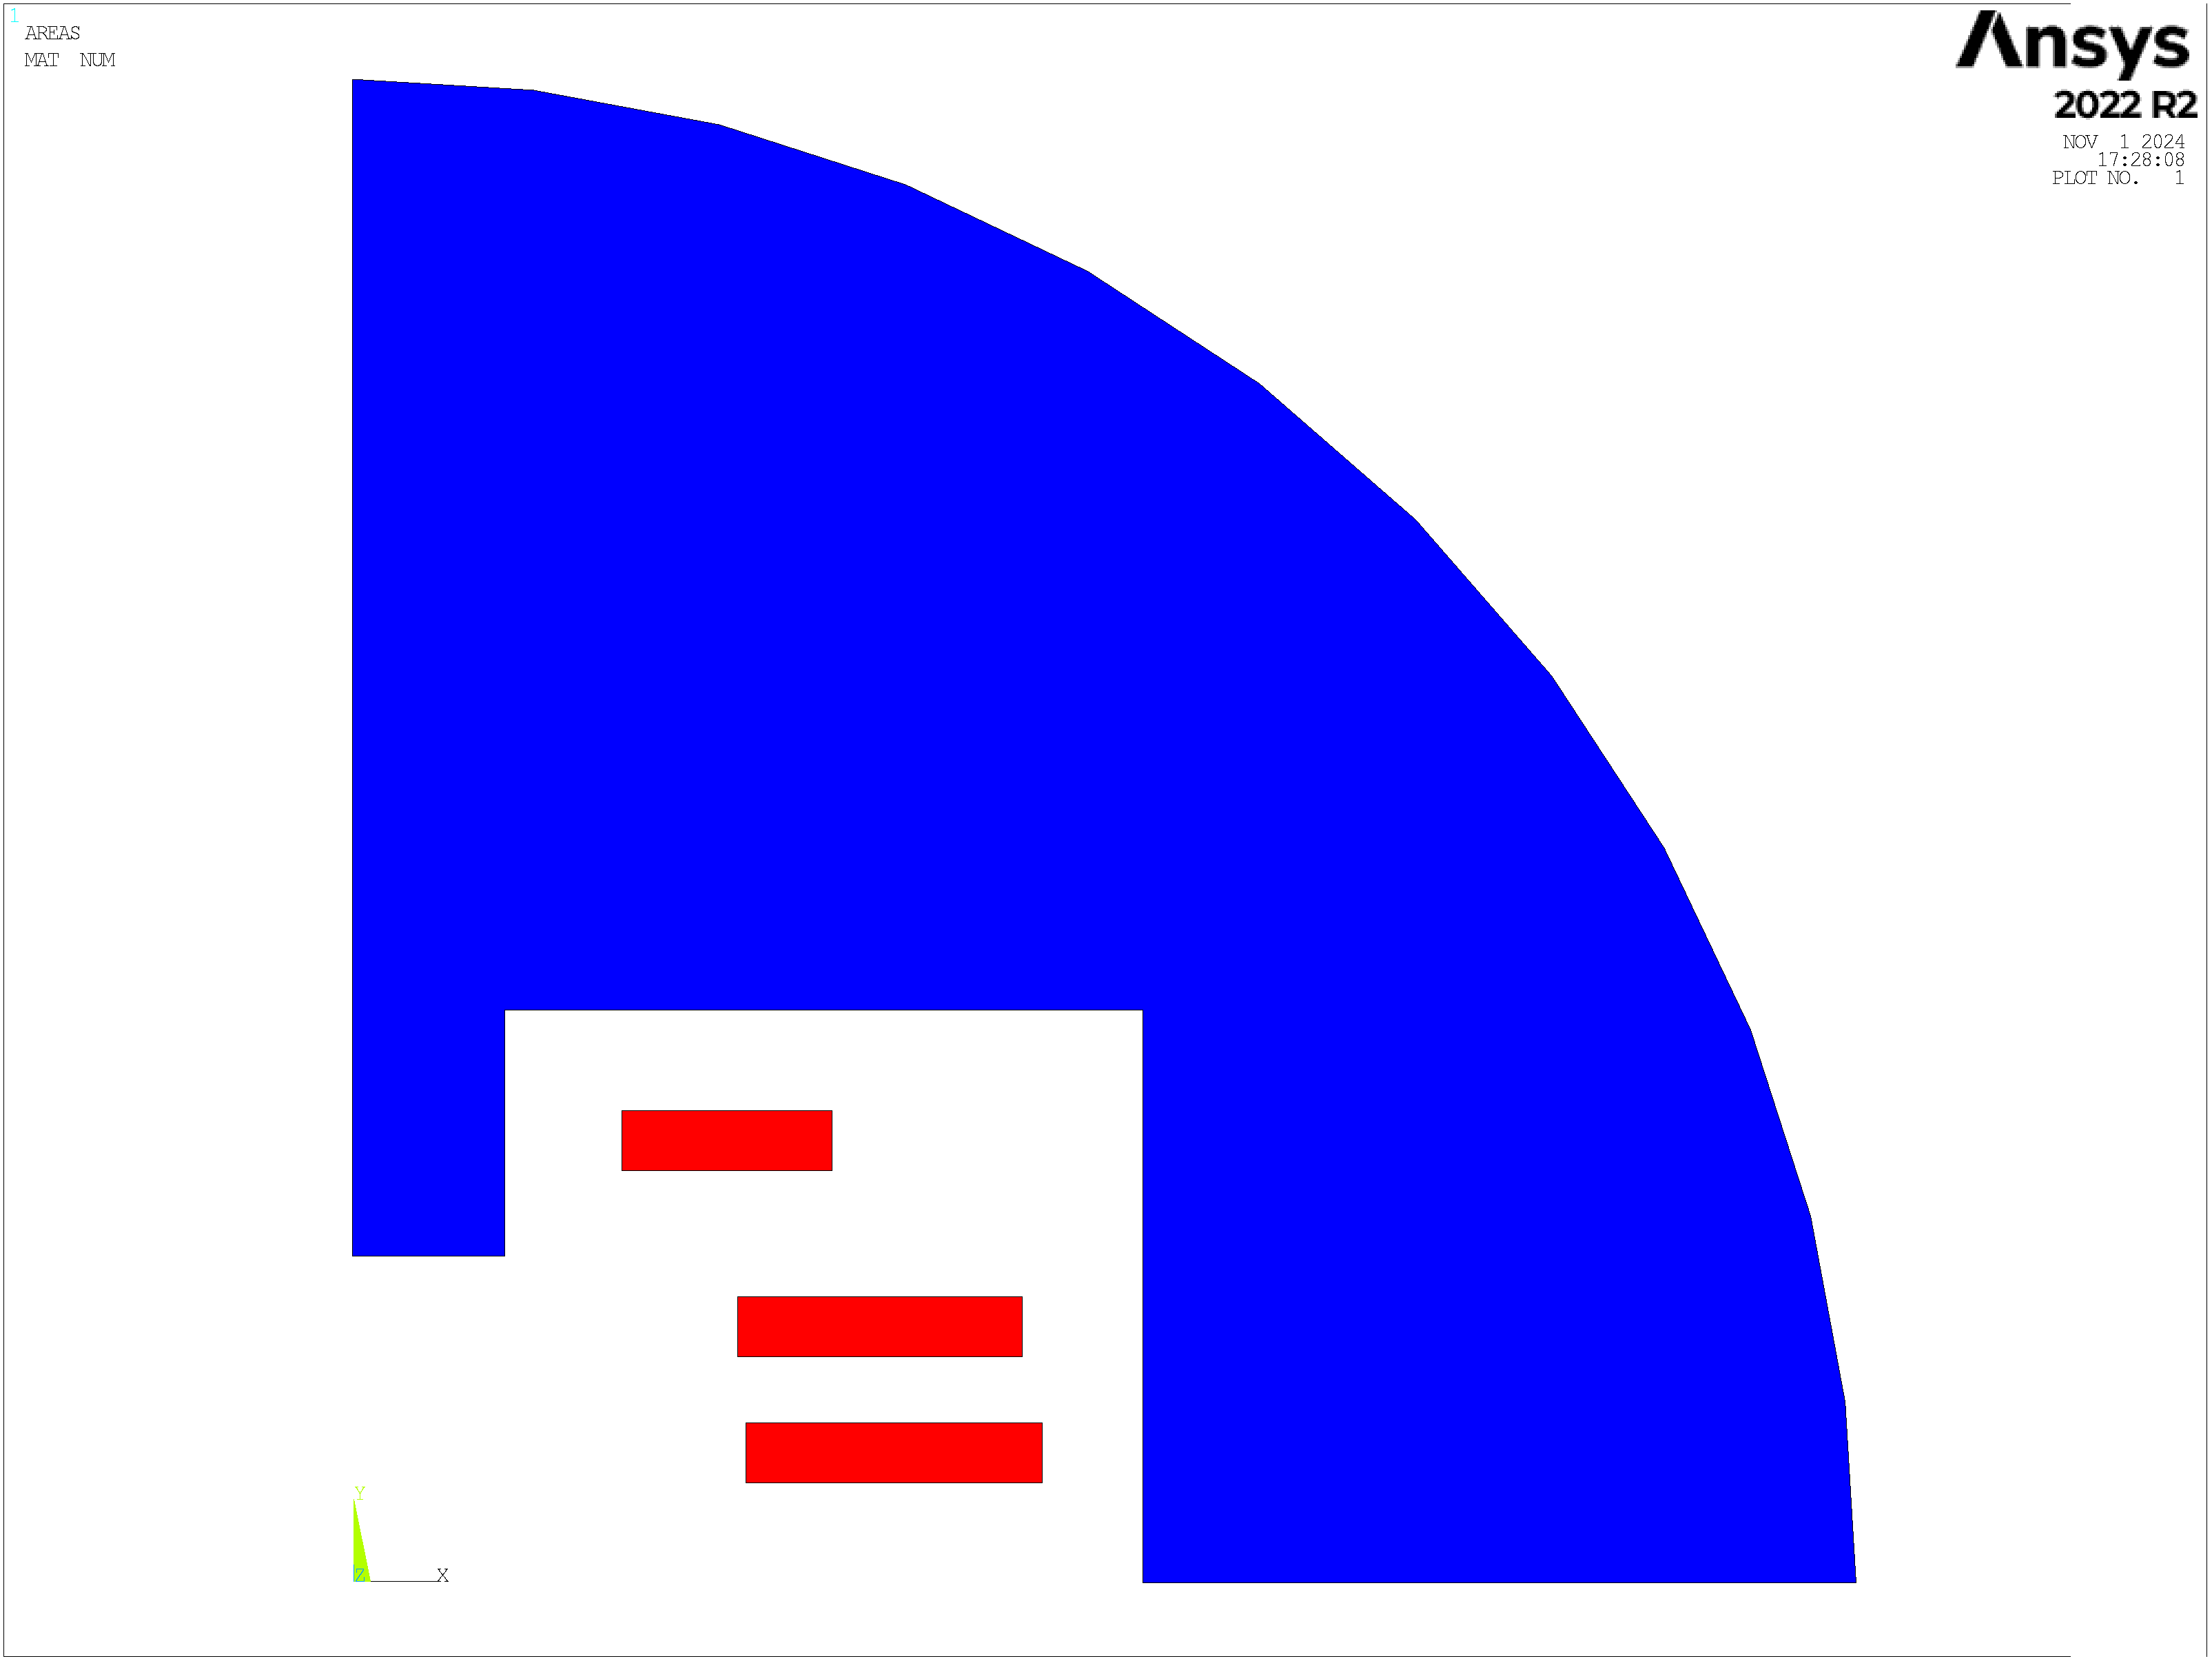 1
AREAS
MAT NUM
Ansys
2022 R2
NOV 1 2024
17:28:08
PLOT NO. 1
Y
Z X